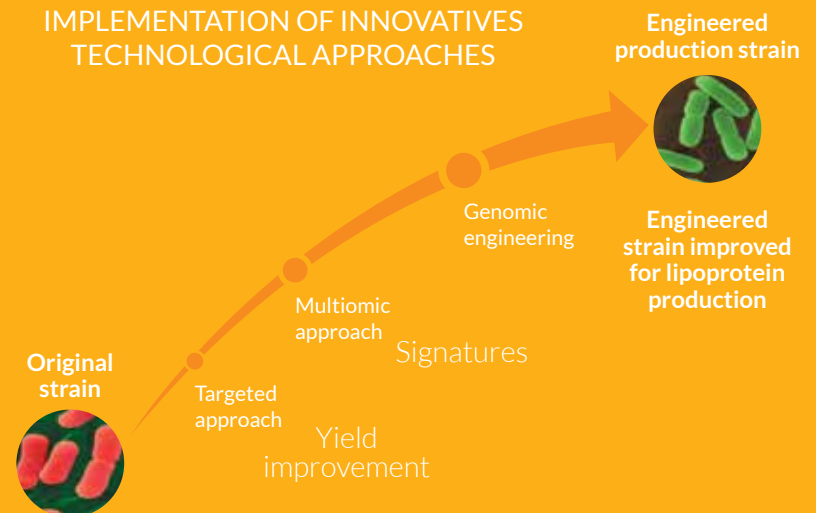 IMPLEMENTATION OF INNOVATIVES
TECHNOLOGICAL APPROACHES
Engineered
production strain
Genomic
engineering
Engineered
strain improved
for lipoprotein
production
Multiomic
approach
Signatures
Original
strain
Targeted
approach
Yield
improvement